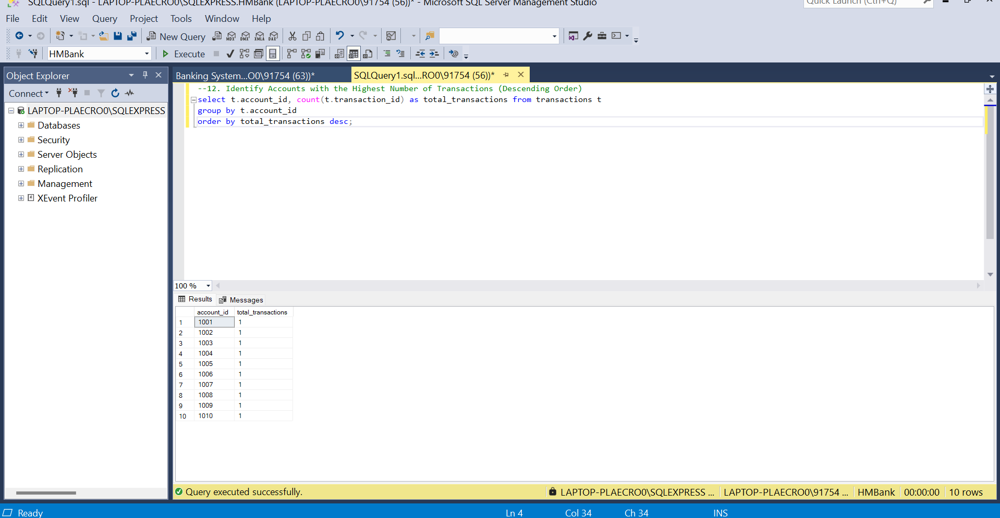 SQLQuery1.sql - LAPTOP-PLAECRO0\SQLEXPRESS.HMBank (LAPTOP-PLAECRO0\91754 (56))* - Microsoft SQL Server Management Studio
Quick Launch (Ctrl+Q)
File Edit View Query Project Tools Window Help
New Query MDX DMX XMLA DAX
HMBank Execute
Object Explorer
Banking System...O0\91754 (63))* SQLQuery1.sql...RO0\91754 (56))*
Connect
LAPTOP-PLAECRO0\SQLEXPRESS
Databases
Security
Server Objects
Replication
Management
XEvent Profiler
--12. Identify Accounts with the Highest Number of Transactions (Descending Order)
select t.account_id, count(t.transaction_id) as total_transactions from transactions t
group by t.account_id
order by total_transactions desc;
100 %
Results Messages
account_id total_transactions
1 1001 1
2 1002 1
3 1003 1
4 1004 1
5 1005 1
6 1006 1
7 1007 1
8 1008 1
9 1009 1
10 1010 1
Query executed successfully. LAPTOP-PLAECRO0\SQLEXPRESS ... LAPTOP-PLAECRO0\91754 ... HMBank 00:00:00 10 rows
Ready Ln 4 Col 34 Ch 34 INS